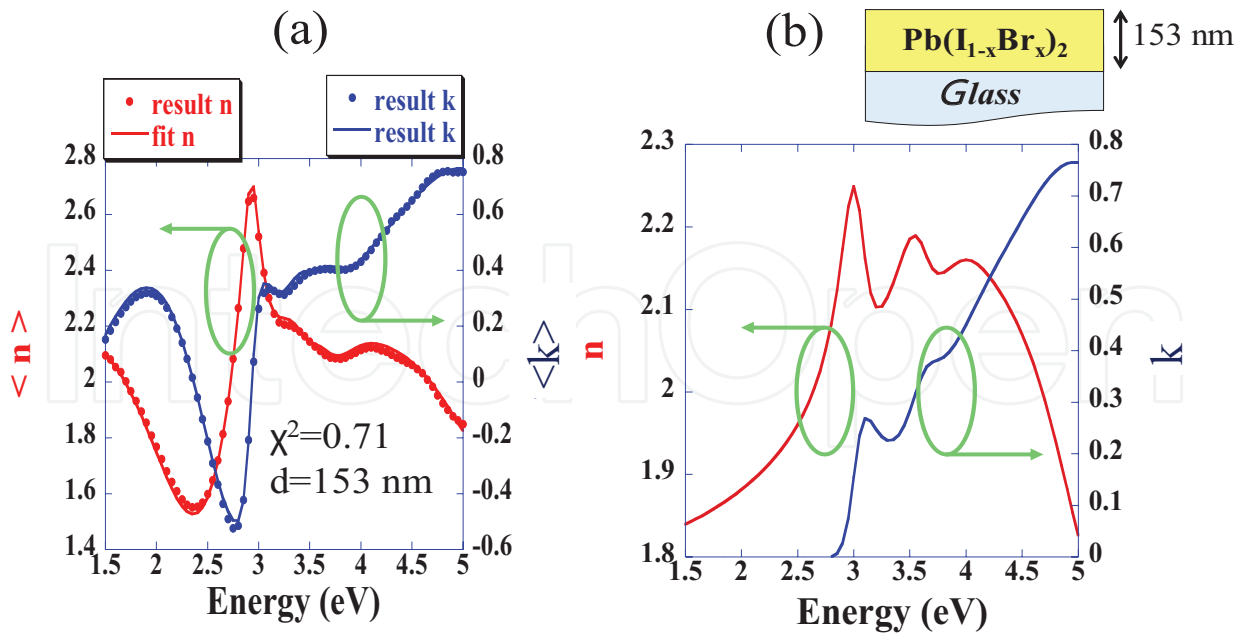 (a)
result n
fit n
result k
result k
2.8
2.6
2.4
2.2
2
1.8
1.6
1.4
0.8
0.6
0.4
0.2
0
-0.2
-0.4
-0.6
1.5 2 2.5 3 3.5 4 4.5 5
< n >
<k>
χ²=0.71
d=153 nm
Energy (eV)
(b)
Pb(I₁₋ₓBrₓ)₂
153 nm
Glass
2.3
2.2
2.1
2
1.9
1.8
0.8
0.7
0.6
0.5
0.4
0.3
0.2
0.1
0
1.5 2 2.5 3 3.5 4 4.5 5
n
k
Energy (eV)
IntechOpen